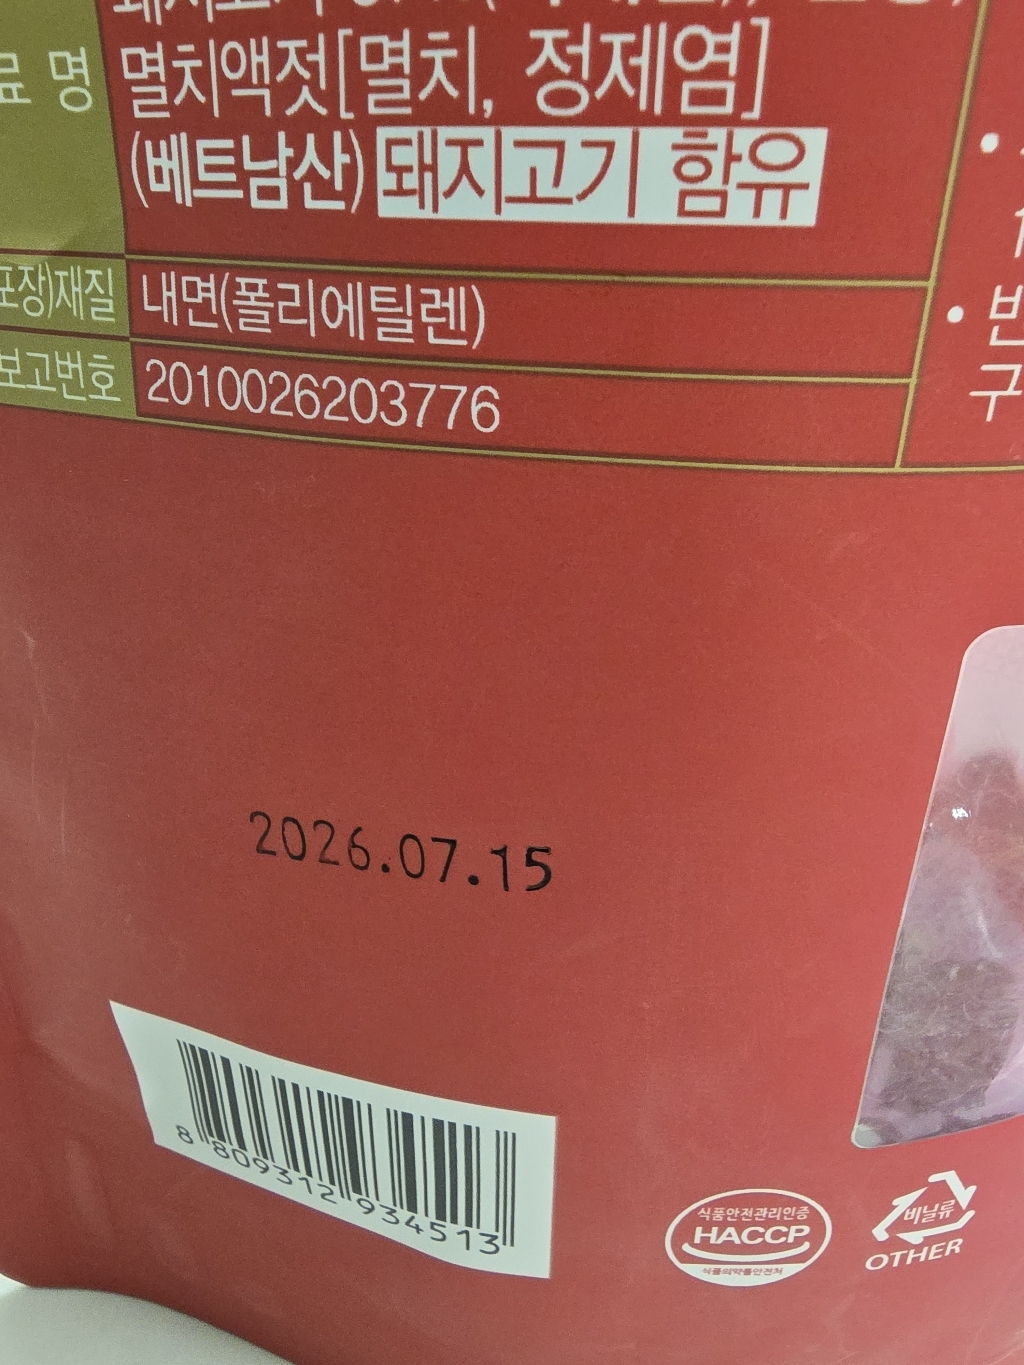 료 명
멸치액젓[멸치, 정제염]
(베트남산) 돼지고기 함유
포장)재질 내면(폴리에틸렌)
보고번호 2010026203776
구
2026.07.15
8 809312 934513
식품안전관리인증
HACCP
식품의약품안전처
비닐류
OTHER